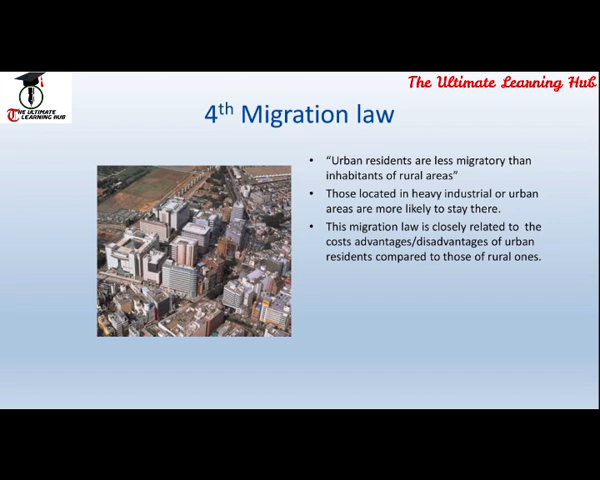 The Ultimate Learning Hub
THE ULTIMATE
LEARNING HUB
4th Migration law
• “Urban residents are less migratory than
inhabitants of rural areas”
• Those located in heavy industrial or urban
areas are more likely to stay there.
• This migration law is closely related to the
costs advantages/disadvantages of urban
residents compared to those of rural ones.